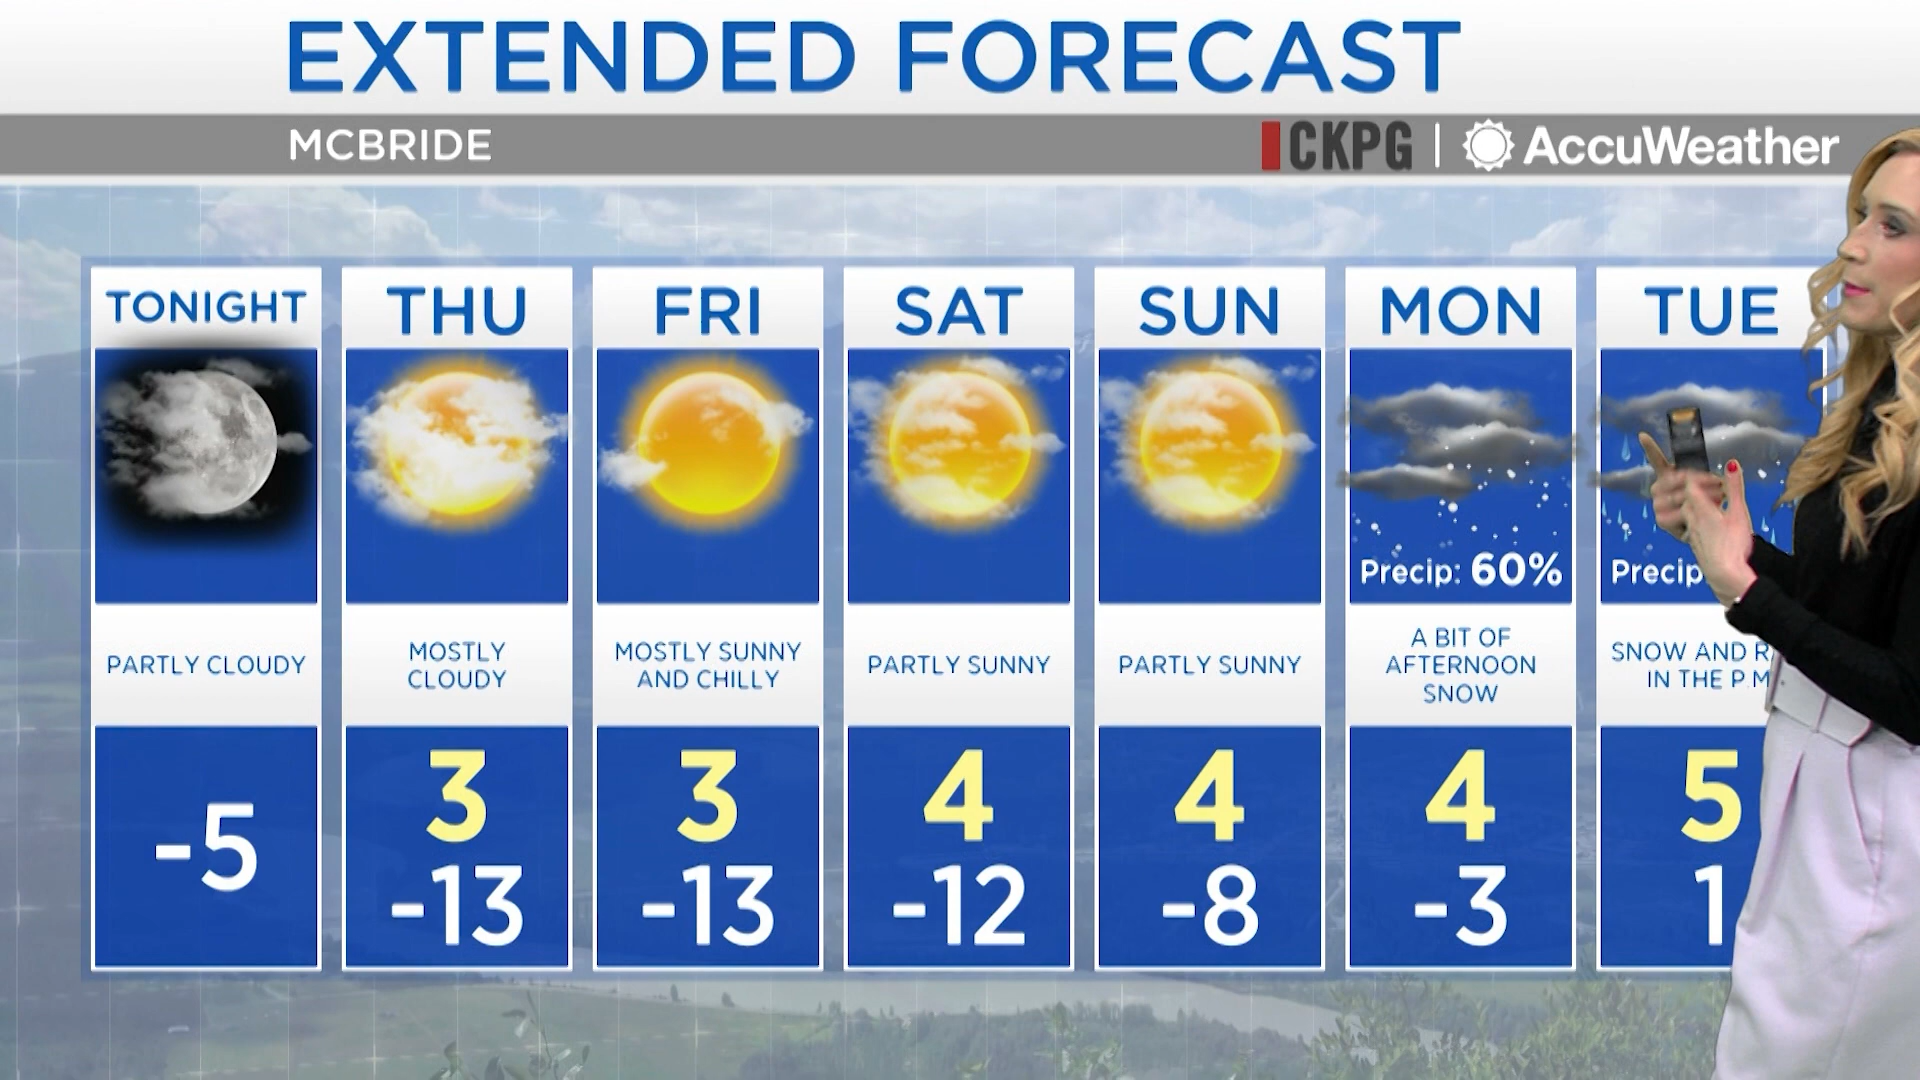 EXTENDED FORECAST
MCBRIDE
CKPG | AccuWeather
TONIGHT
PARTLY CLOUDY
-5
THU
MOSTLY
CLOUDY
3
-13
FRI
MOSTLY SUNNY
AND CHILLY
3
-13
SAT
PARTLY SUNNY
4
-12
SUN
PARTLY SUNNY
4
-8
MON
Precip: 60%
A BIT OF
AFTERNOON
SNOW
4
-3
TUE
Precip
SNOW AND
IN THE P.M
5
1